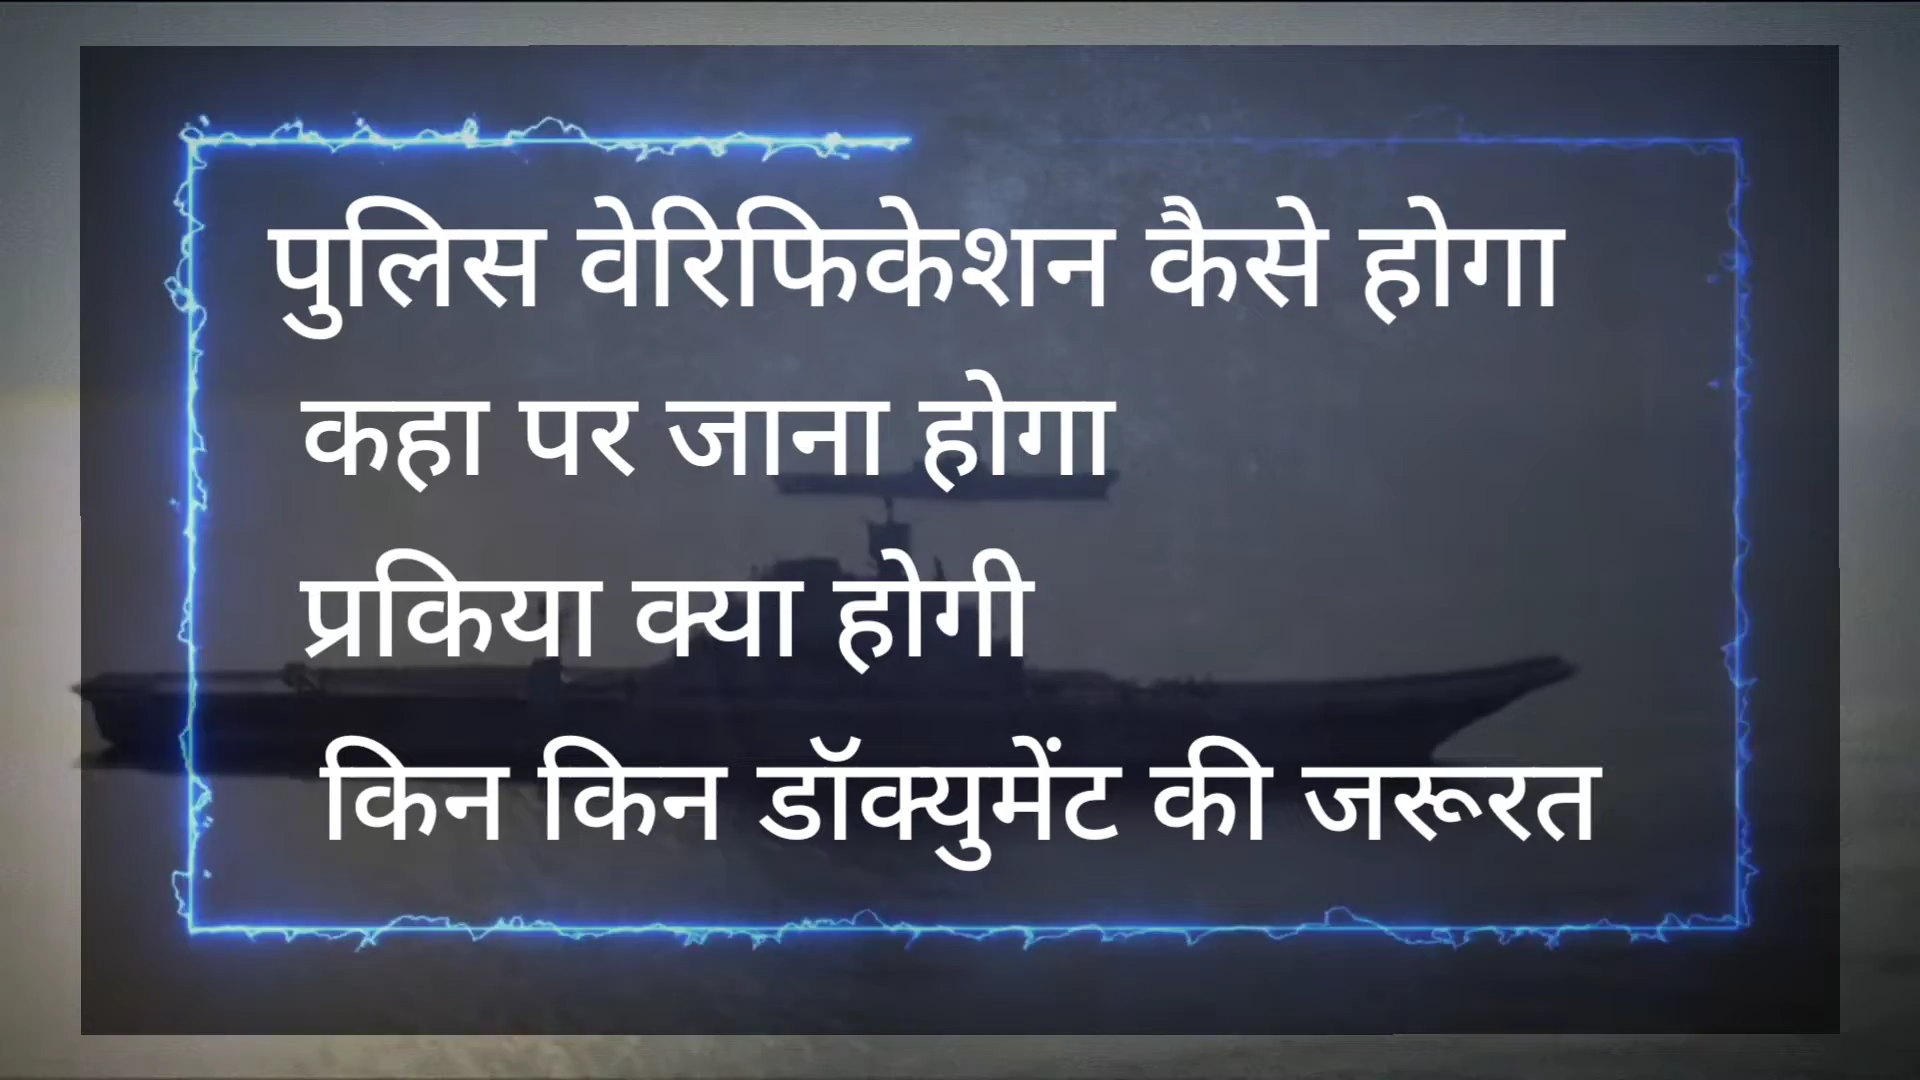 पुलिस वेरिफिकेशन कैसे होगा
कहा पर जाना होगा
प्रकिया क्या होगी
किन किन डॉक्युमेंट की जरूरत